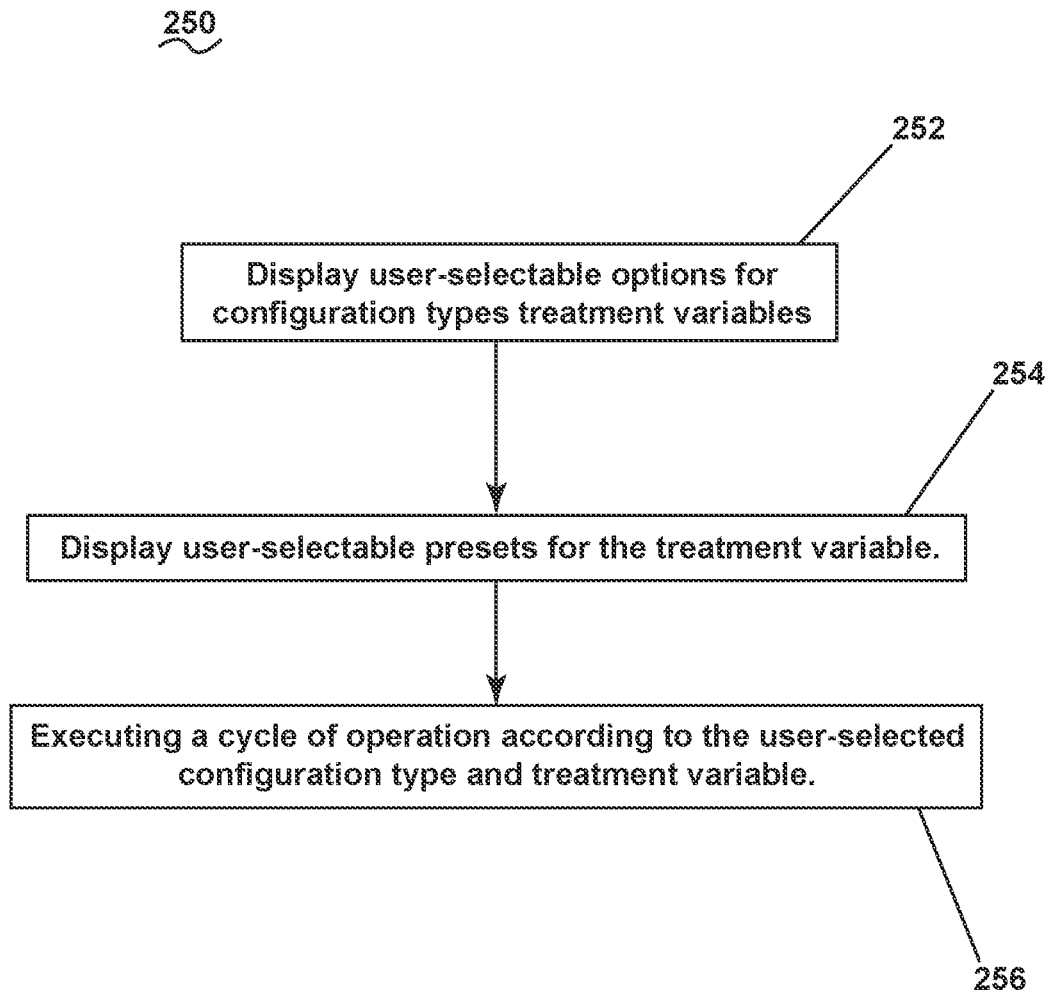 250
252
Display user-selectable options for
configuration types treatment variables
254
Display user-selectable presets for the treatment variable.
Executing a cycle of operation according to the user-selected
configuration type and treatment variable.
256